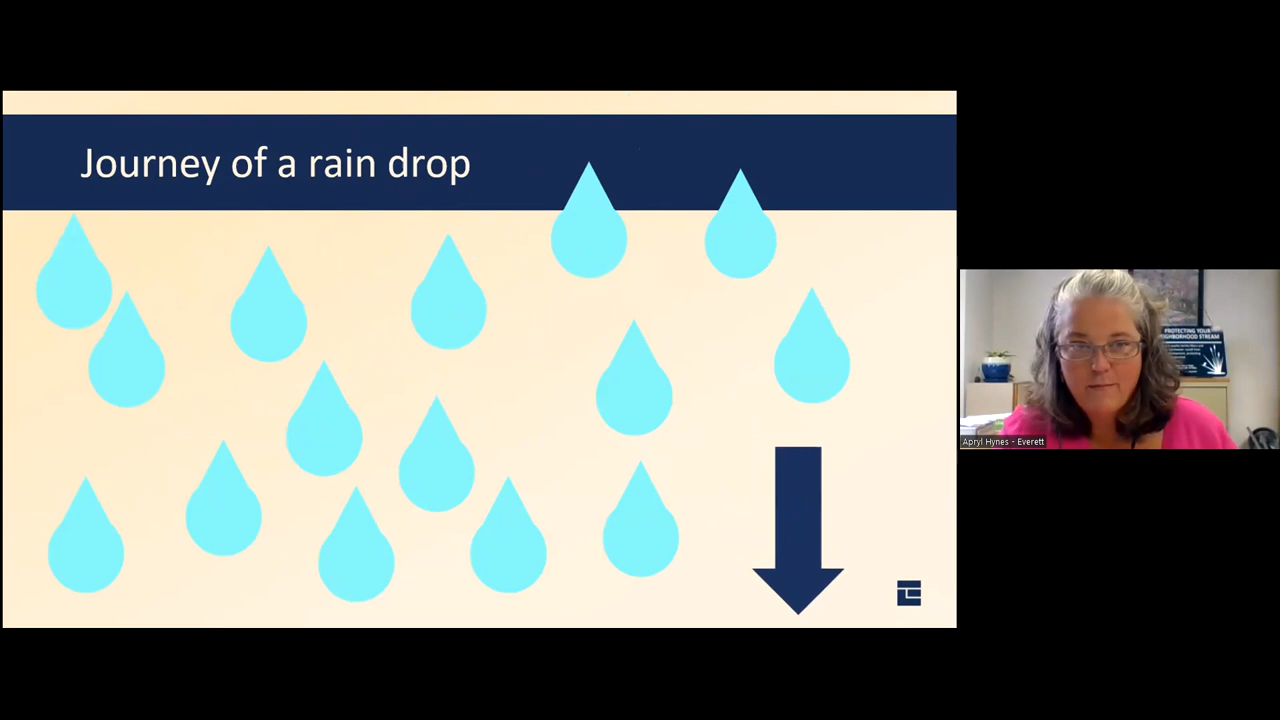 Journey of a rain drop
PROTECTING YOUR
NEIGHBORHOOD STREAM
Apryl Hynes - Everett